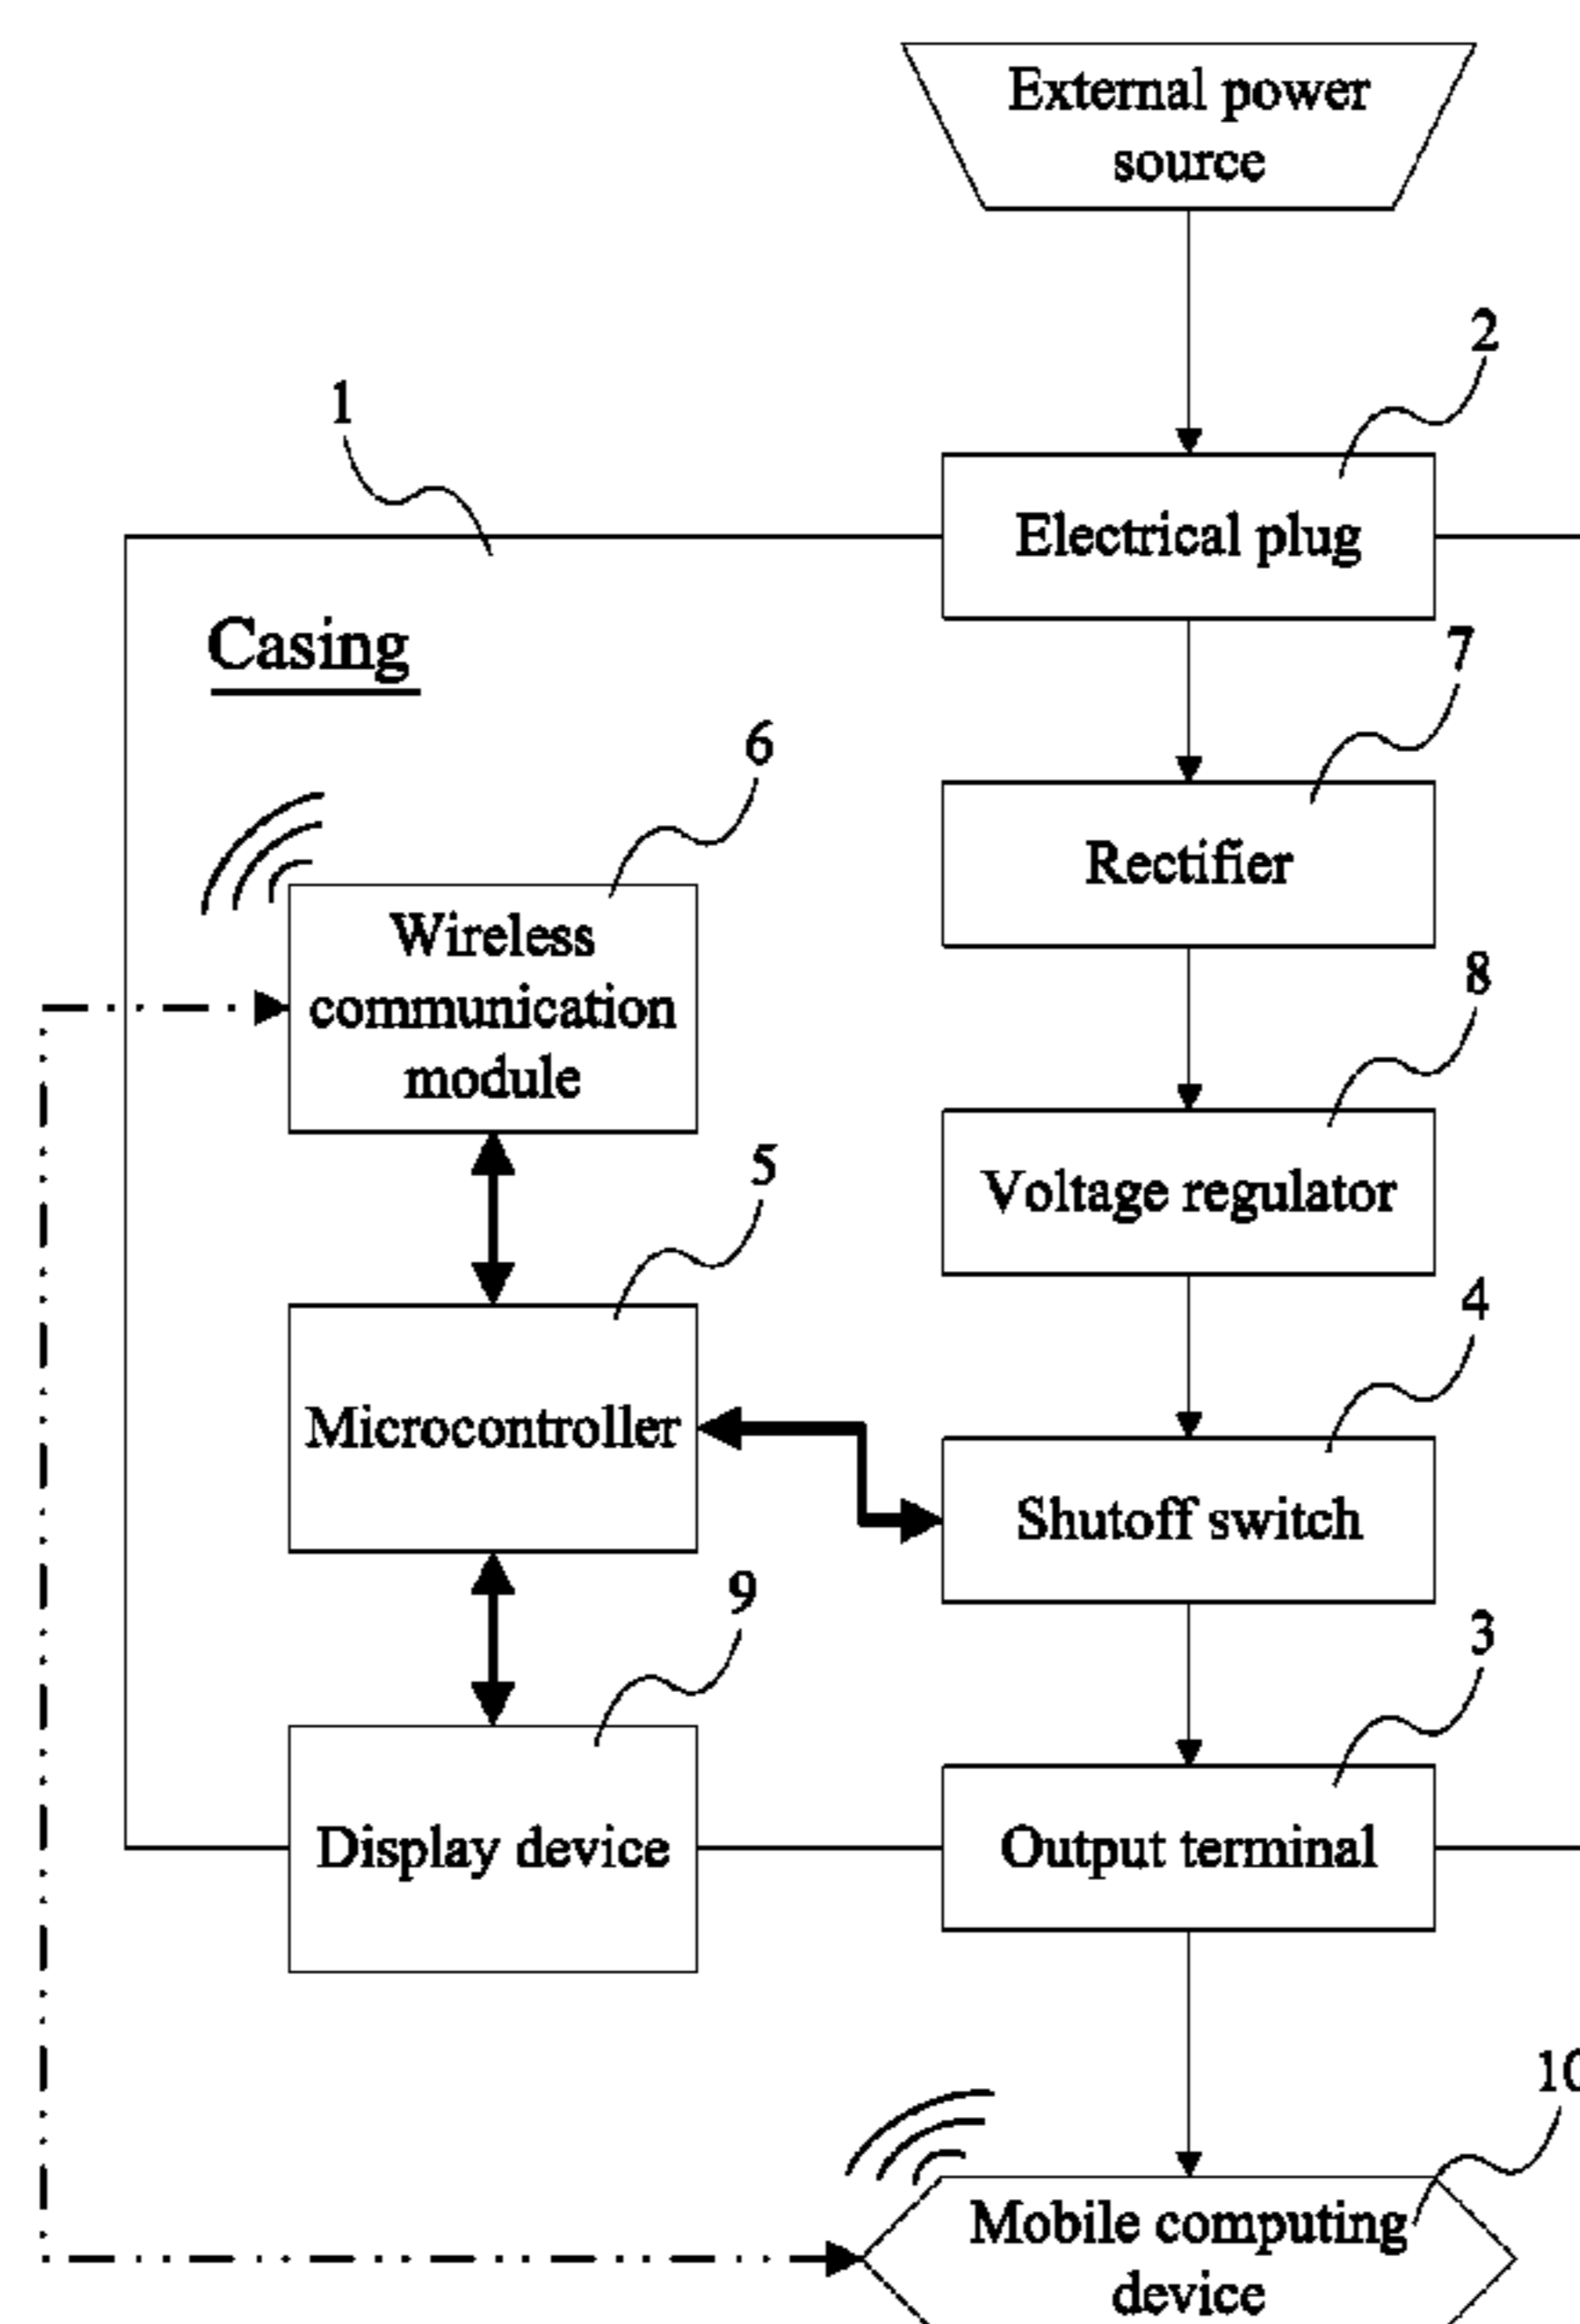 External power
source
2
1
Electrical plug
Casing
7
6
Rectifier
Wireless
communication
module
8
5
Voltage regulator
4
Microcontroller
Shutoff switch
9
3
Display device
Output terminal
10
Mobile computing
device